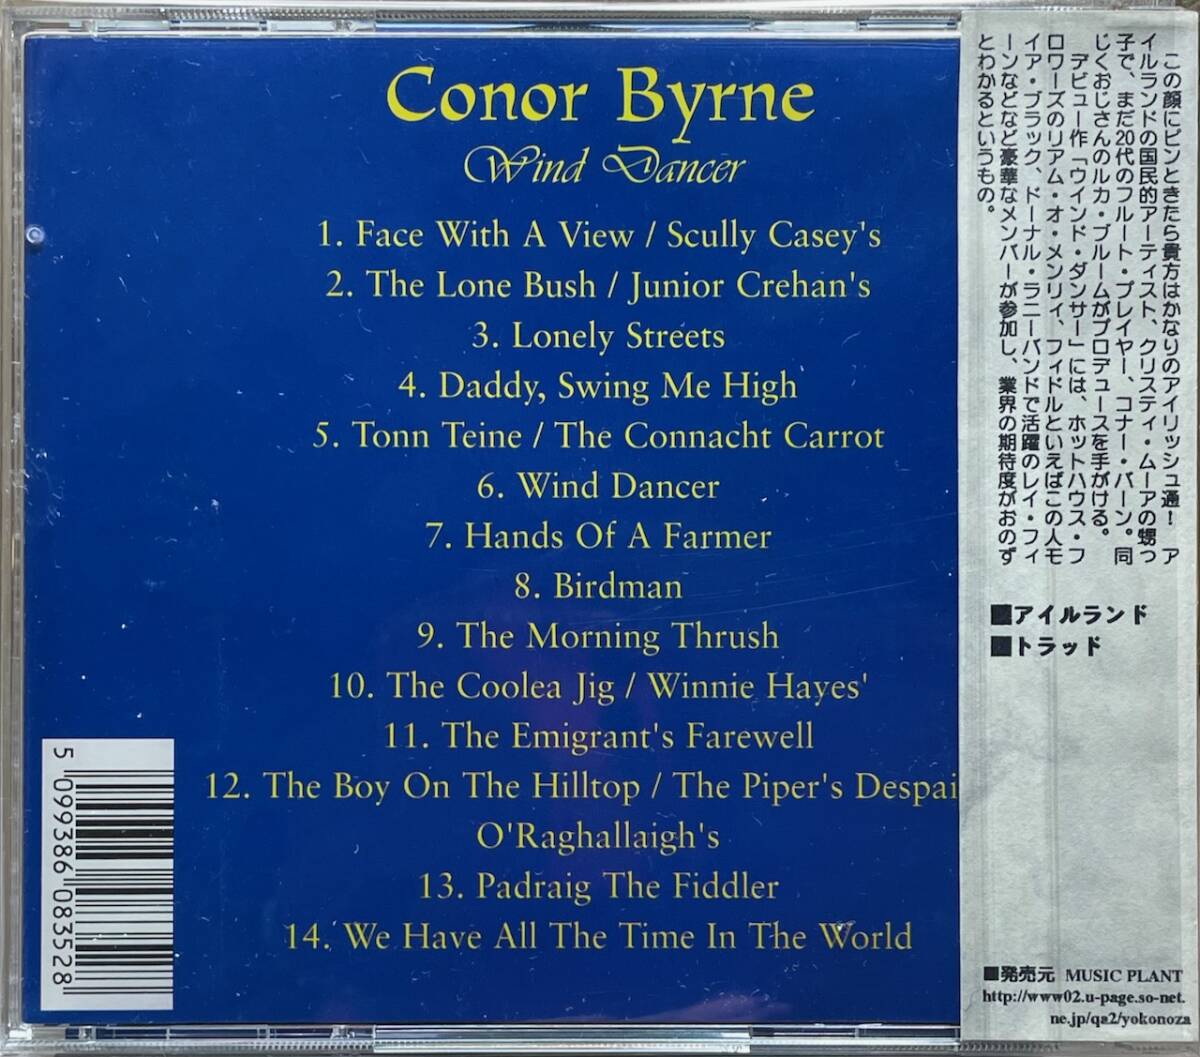 Conor Byrne
Wind Dancer
1. Face With A View / Scully Casey's
2. The Lone Bush / Junior Crehan's
3. Lonely Streets
4. Daddy, Swing Me High
5. Tonn Teine / The Connacht Carrot
6. Wind Dancer
7. Hands Of A Farmer
8. Birdman
9. The Morning Thrush
10. The Coolea Jig / Winnie Hayes'
11. The Emigrant's Farewell
12. The Boy On The Hilltop / The Piper's Despai
O'Raghallaigh's
13. Padraig The Fiddler
14. We Have All The Time In The World
5 099386 083528
この顔にピンときたら貴方はかなりのアイリッシュ通！ ア
イルランドの国民的アーティスト、クリスティ・ムーアの甥っ
子で、まだ20代のフルート・プレイヤー、コナー・バーン。同
じくおじさんのルカ・ブルームがプロデュースを手がける。
デビュー作「ウインド・ダンサー」には、ホットハウス・フ
ロワーズのリアム・オ・メンリィ、フィドルといえばこの人モ
イア・ブラック、ドーナル・ラニーバンドで活躍のレイ・フィ
ーンなどなど豪華なメンバーが参加し、業界の期待度がおのず
とわかるというもの。
■アイルランド
■トラッド
■発売元 MUSIC PLANT
http://www02.u-page.so-net.
ne.jp/qa2/yokonoza